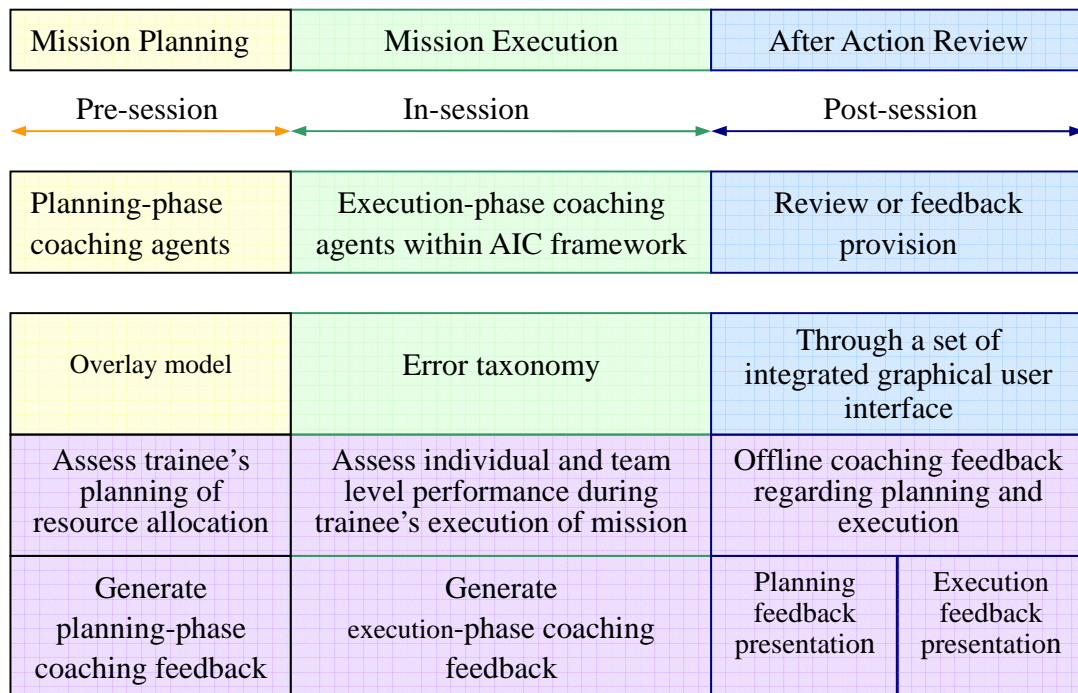 Mission Planning
Mission Execution
After Action Review
Pre-session
In-session
Post-session
Planning-phase
coaching agents
Execution-phase coaching
agents within AIC framework
Review or feedback
provision
Overlay model
Error taxonomy
Through a set of
integrated graphical user
interface
Assess trainee’s
planning of
resource allocation
Assess individual and team
level performance during
trainee’s execution of mission
Offline coaching feedback
regarding planning and
execution
Generate
planning-phase
coaching feedback
Generate
execution-phase coaching
feedback
Planning
feedback
presentation
Execution
feedback
presentation